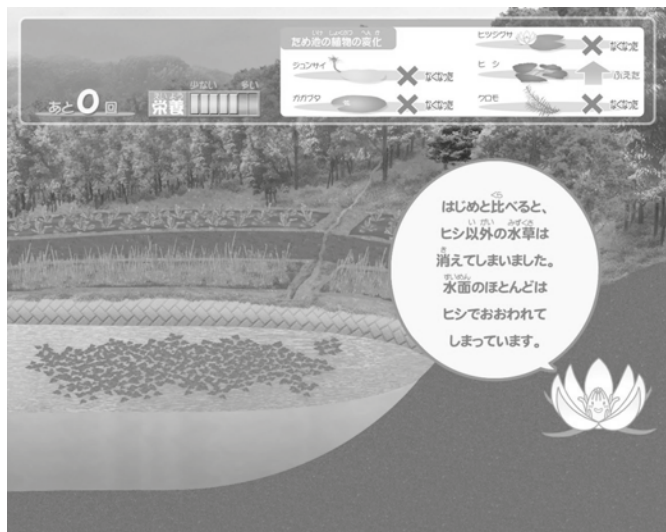 あと0回
少ない 多い
栄養
ため池の植物の変化
ジュンサイ
なくなった
ガガブタ
なくなった
ヒツジグサ
なくなった
ヒシ
ふえた
クロモ
なくなった
はじめと比べると、
ヒシ以外の水草は
消えてしまいました。
水面のほとんどは
ヒシでおおわれて
しまっています。